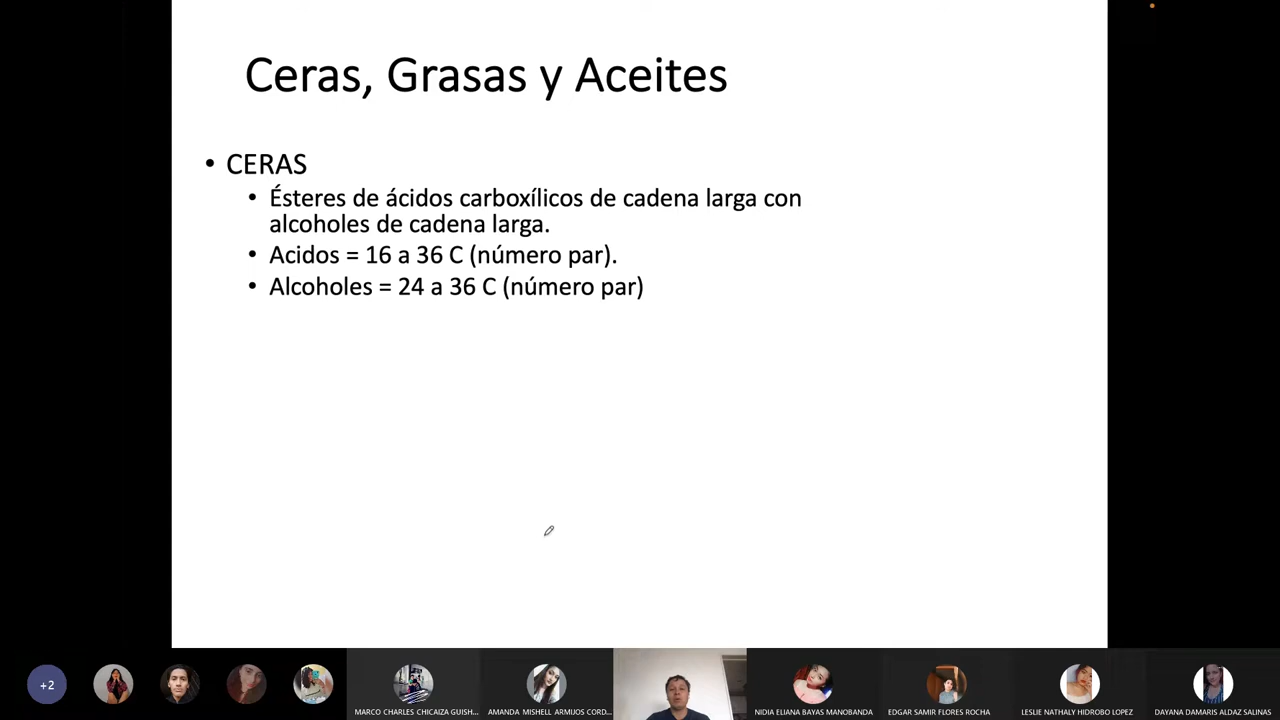 Ceras, Grasas y Aceites
• CERAS
• Ésteres de ácidos carboxílicos de cadena larga con
alcoholes de cadena larga.
• Acidos = 16 a 36 C (número par).
• Alcoholes = 24 a 36 C (número par)
+2
MARCO CHARLES CHICAIZA GUISH...
AMANDA MISHELL ARMIJOS CORD...
NIDIA ELIANA BAYAS MANOBANDA
EDGAR SAMIR FLORES ROCHA
LESLIE NATHALY HIDROBO LOPEZ
DAYANA DAMARIS ALDAZ SALINAS